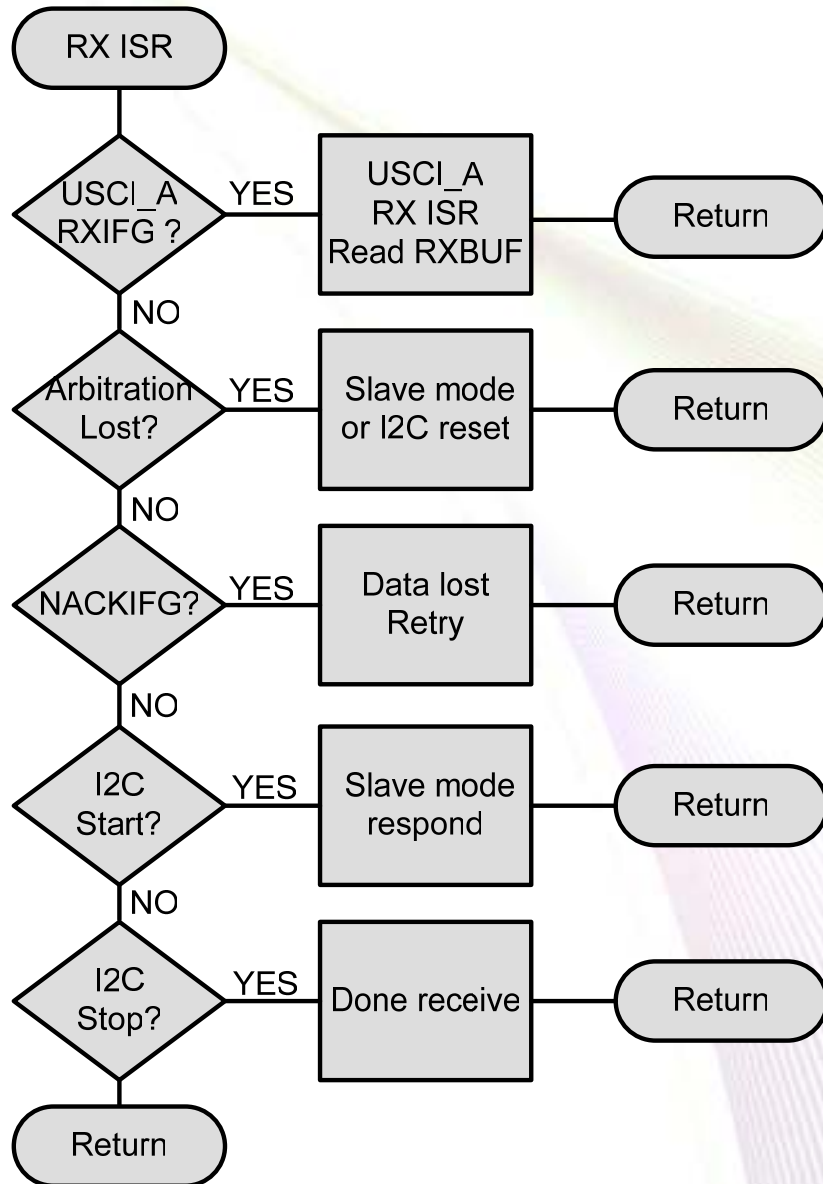 RX ISR
USCI_A
RXIFG ?
YES
USCI_A
RX ISR
Read RXBUF
Return
NO
Arbitration
Lost?
YES
Slave mode
or I2C reset
Return
NO
NACKIFG?
YES
Data lost
Retry
Return
NO
I2C
Start?
YES
Slave mode
respond
Return
NO
I2C
Stop?
YES
Done receive
Return
Return